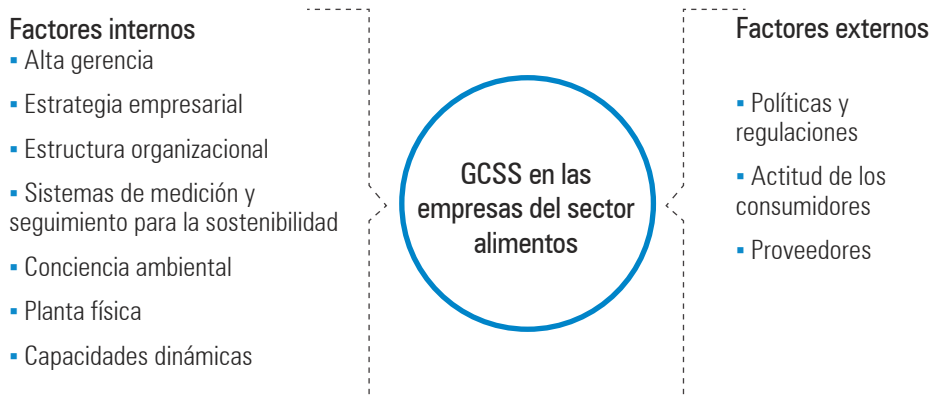 Factores internos
▪ Alta gerencia
▪ Estrategia empresarial
▪ Estructura organizacional
▪ Sistemas de medición y
seguimiento para la sostenibilidad
▪ Conciencia ambiental
▪ Planta física
▪ Capacidades dinámicas
GCSS en las
empresas del sector
alimentos
Factores externos
▪ Políticas y
regulaciones
▪ Actitud de los
consumidores
▪ Proveedores